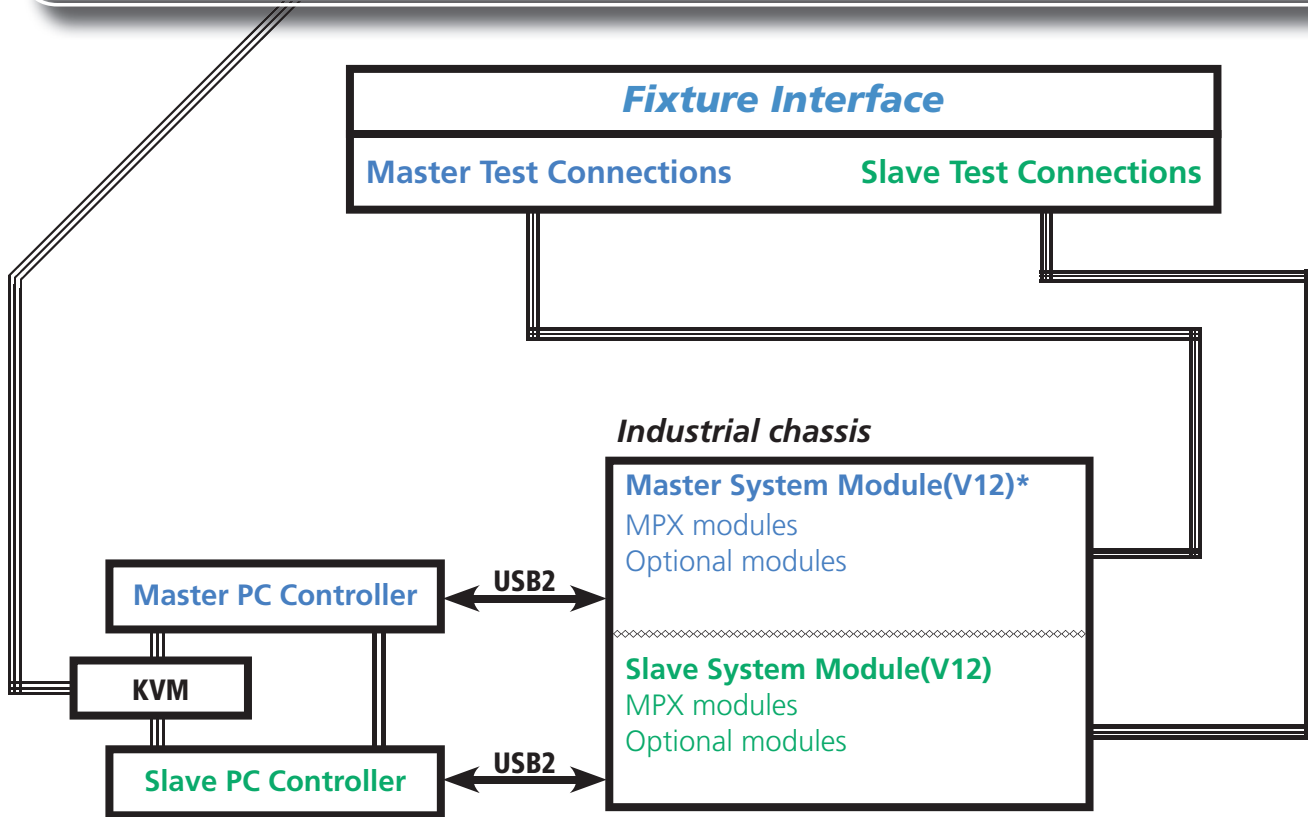 Fixture Interface
Master Test Connections
Slave Test Connections
Industrial chassis
Master System Module(V12)*
MPX modules
Optional modules
Master PC Controller
USB2
KVM
Slave System Module(V12)
MPX modules
Optional modules
Slave PC Controller
USB2